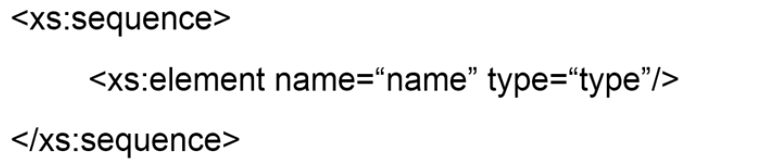 <xs:sequence>
<xs:element name=“name” type=“type”/>
</xs:sequence>